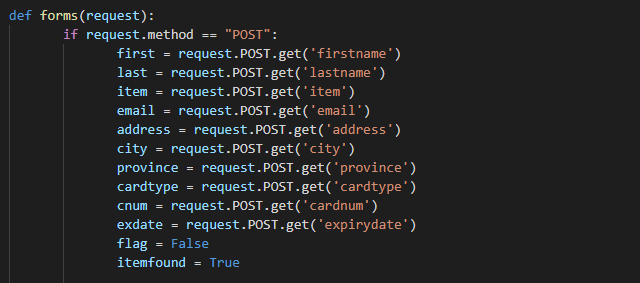 def forms(request):
if request.method == "POST":
first = request.POST.get('firstname')
last = request.POST.get('lastname')
item = request.POST.get('item')
email = request.POST.get('email')
address = request.POST.get('address')
city = request.POST.get('city')
province = request.POST.get('province')
cardtype = request.POST.get('cardtype')
cnum = request.POST.get('cardnum')
exdate = request.POST.get('expirydate')
flag = False
itemfound = True